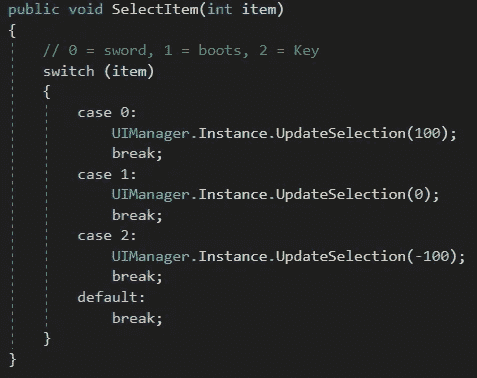 public void SelectItem(int item)
{
    // 0 = sword, 1 = boots, 2 = Key
    switch (item)
    {
        case 0:
            UIManager.Instance.UpdateSelection(100);
            break;
        case 1:
            UIManager.Instance.UpdateSelection(0);
            break;
        case 2:
            UIManager.Instance.UpdateSelection(-100);
            break;
        default:
            break;
    }
}